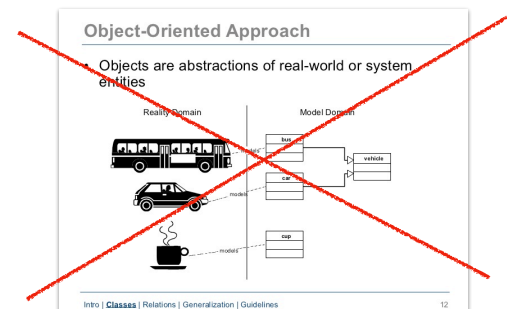 Object-Oriented Approach
• Objects are abstractions of real-world or system
entities
Reality Domain
Model Domain
bus
models
vehicle
car
models
cup
models
Intro | Classes | Relations | Generalization | Guidelines
12